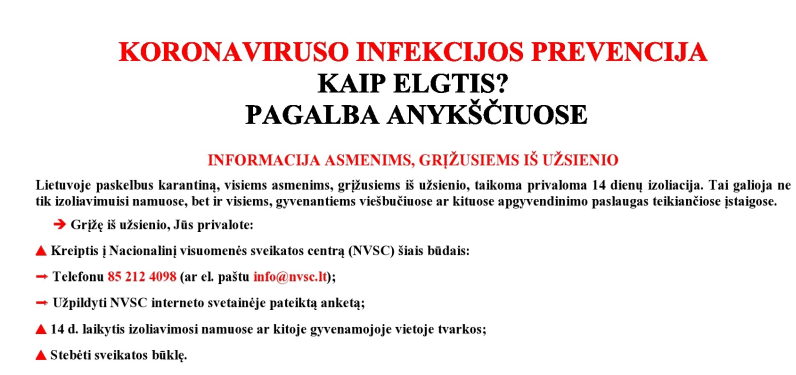 KORONAVIRUSO INFEKCIJOS PREVENCIJA
KAIP ELGTIS?
PAGALBA ANYKŠČIUOSE
INFORMACIJA ASMENIMS, GRĮŽUSIEMS IŠ UŽSIENIO
Lietuvoje paskelbus karantiną, visiems asmenims, grįžusiems iš užsienio, taikoma privaloma 14 dienų izoliacija. Tai galioja ne
tik izoliavimuisi namuose, bet ir visiems, gyvenantiems viešbučiuose ar kituose apgyvendinimo paslaugas teikiančiose įstaigose.
➔ Grįžę iš užsienio, Jūs privalote:
▲ Kreiptis į Nacionalinį visuomenės sveikatos centrą (NVSC) šiais būdais:
➞ Telefonu 85 212 4098 (ar el. paštu info@nvsc.lt);
➞ Užpildyti NVSC interneto svetainėje pateiktą anketą;
▲ 14 d. laikytis izoliavimosi namuose ar kitoje gyvenamojoje vietoje tvarkos;
▲ Stebėti sveikatos būklę.